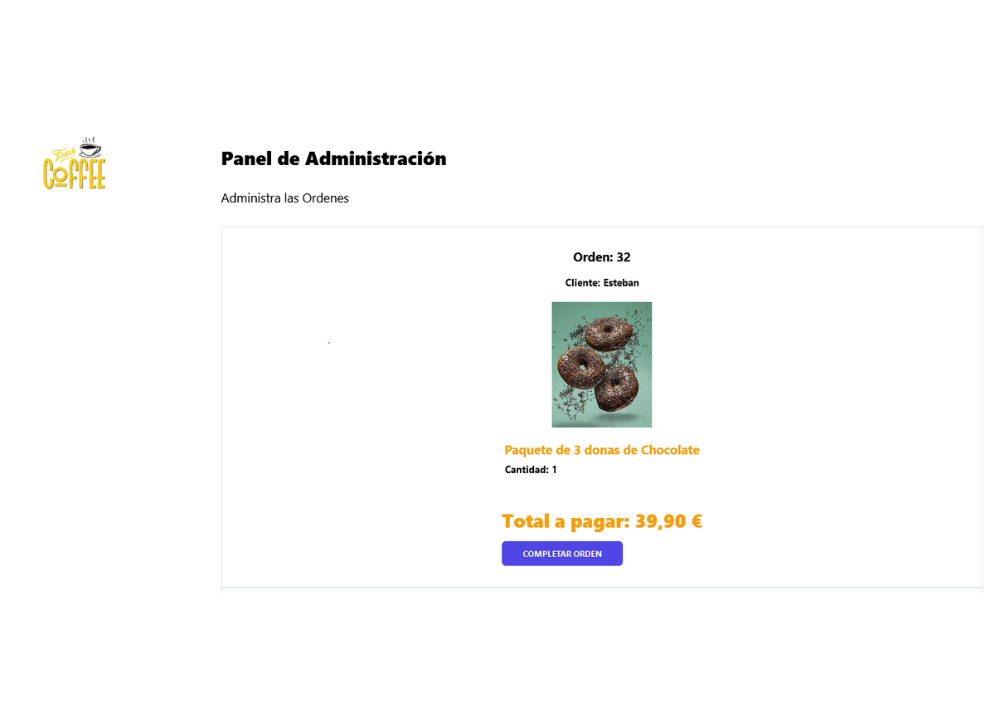 Fresh
COFFEE
Panel de Administración
Administra las Ordenes
Orden: 32
Cliente: Esteban
Paquete de 3 donas de Chocolate
Cantidad: 1
Total a pagar: 39,90 €
COMPLETAR ORDEN